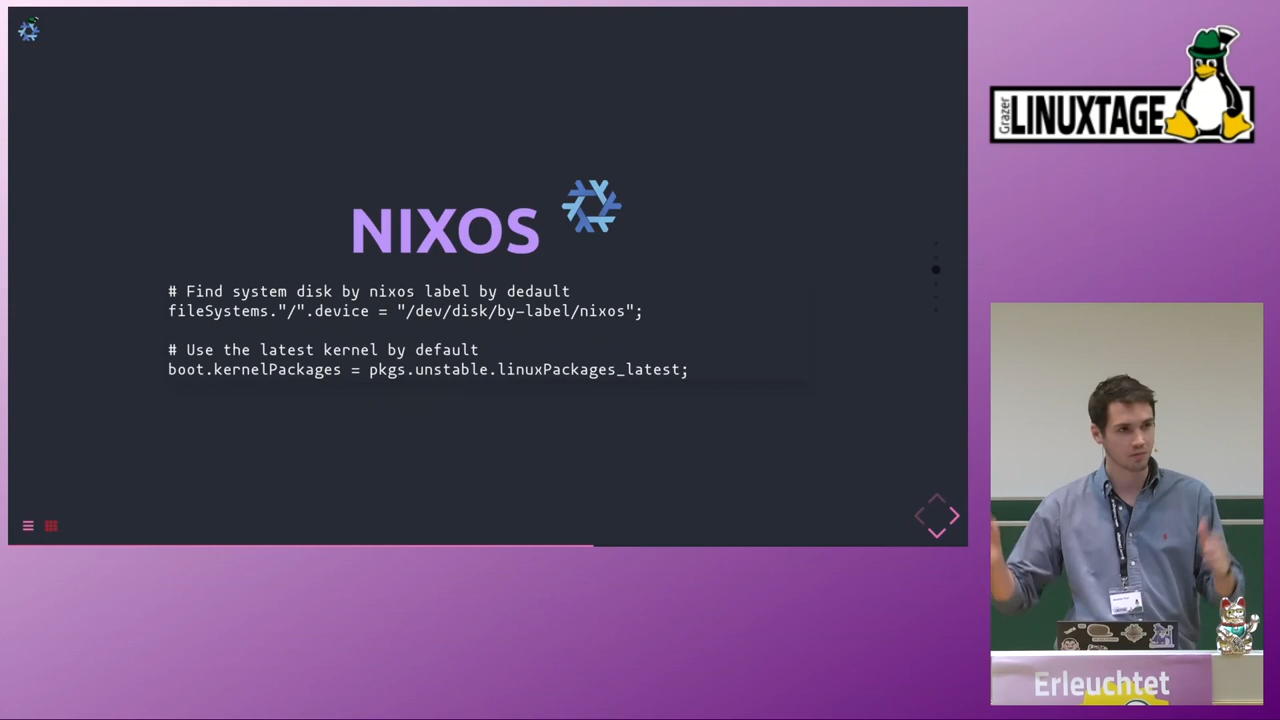 NIXOS
# Find system disk by nixos label by dedault
fileSystems."/".device = "/dev/disk/by-label/nixos";
# Use the latest kernel by default
boot.kernelPackages = pkgs.unstable.linuxPackages_latest;
Grazer
LINUXTAGE
Erleuchtet